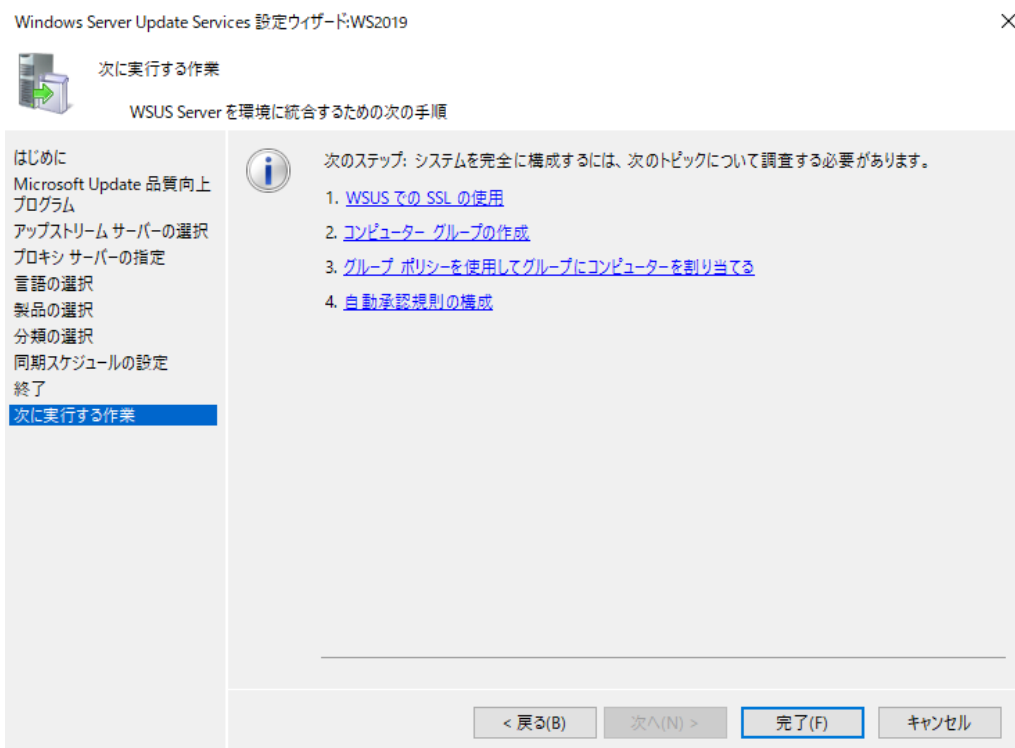 Windows Server Update Services 設定ウィザード:WS2019
次に実行する作業
WSUS Server を環境に統合するための次の手順
はじめに
Microsoft Update 品質向上
プログラム
アップストリーム サーバーの選択
プロキシ サーバーの指定
言語の選択
製品の選択
分類の選択
同期スケジュールの設定
終了
次に実行する作業
次のステップ: システムを完全に構成するには、次のトピックについて調査する必要があります。
1. WSUS での SSL の使用
2. コンピューター グループの作成
3. グループ ポリシーを使用してグループにコンピューターを割り当てる
4. 自動承認規則の構成
< 戻る(B)
次へ(N) >
完了(F)
キャンセル